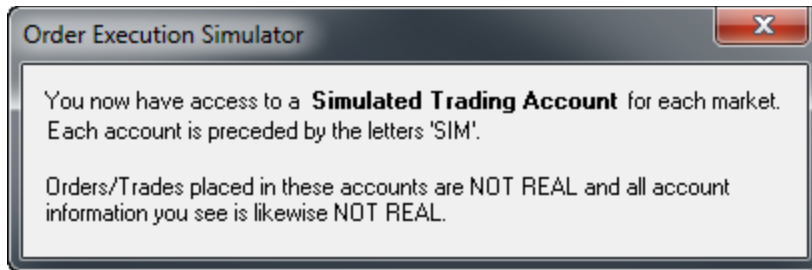 Order Execution Simulator
You now have access to a Simulated Trading Account for each market.
Each account is preceded by the letters 'SIM'.
Orders/Trades placed in these accounts are NOT REAL and all account
information you see is likewise NOT REAL.